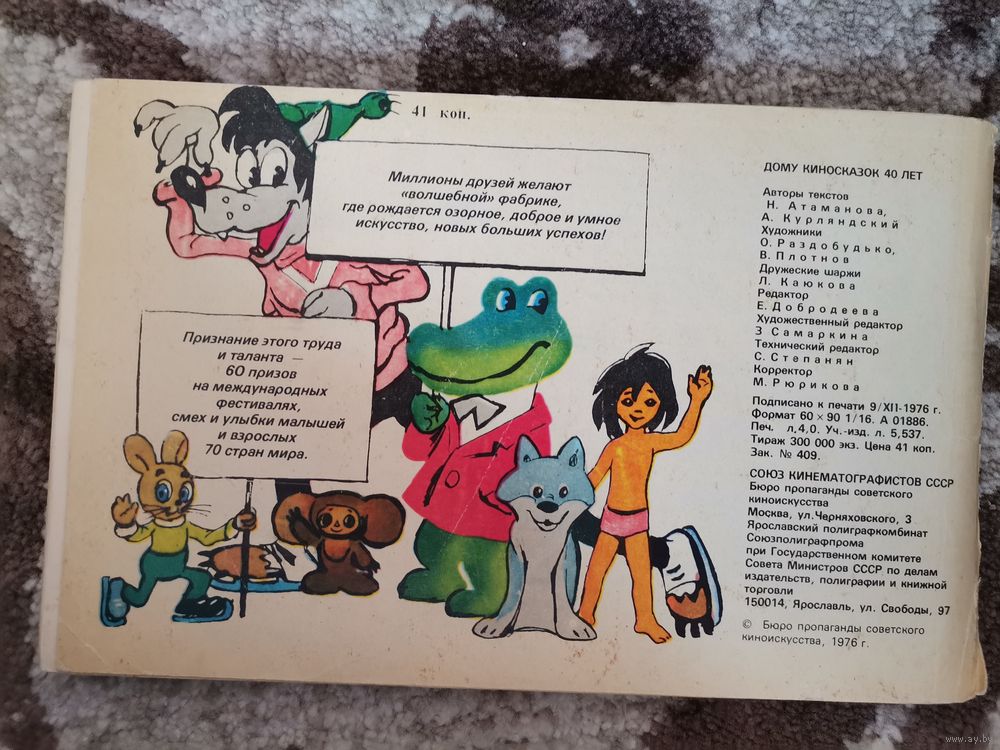 41 коп.
Миллионы друзей желают
«волшебной» фабрике,
где рождается озорное, доброе и умное
искусство, новых больших успехов!
Признание этого труда
и таланта —
60 призов
на международных
фестивалях,
смех и улыбки малышей
и взрослых
70 стран мира.
ДОМУ КИНОСКАЗОК 40 ЛЕТ
Авторы текстов
Н. Атаманова,
А. Курляндский
Художники
О. Раздобудько,
В. Плотнов
Дружеские шаржи
Л. Каюкова
Редактор
Е. Добродеева
Художественный редактор
З Самаркина
Технический редактор
С. Степанян
Корректор
М. Рюрикова
Подписано к печати 9/XII-1976 г.
Формат 60 × 90 1/16. А 01886.
Печ. л,4,0. Уч.-изд. л. 5,537.
Тираж 300 000 экз. Цена 41 коп.
Зак. № 409.
СОЮЗ КИНЕМАТОГРАФИСТОВ СССР
Бюро пропаганды советского
киноискусства
Москва, ул.Черняховского, 3
Ярославский полиграфкомбинат
Союзполиграфпрома
при Государственном комитете
Совета Министров СССР по делам
издательств, полиграфии и книжной
торговли
150014, Ярославль, ул. Свободы, 97
© Бюро пропаганды советского
киноискусства, 1976 г.
www.ay.by